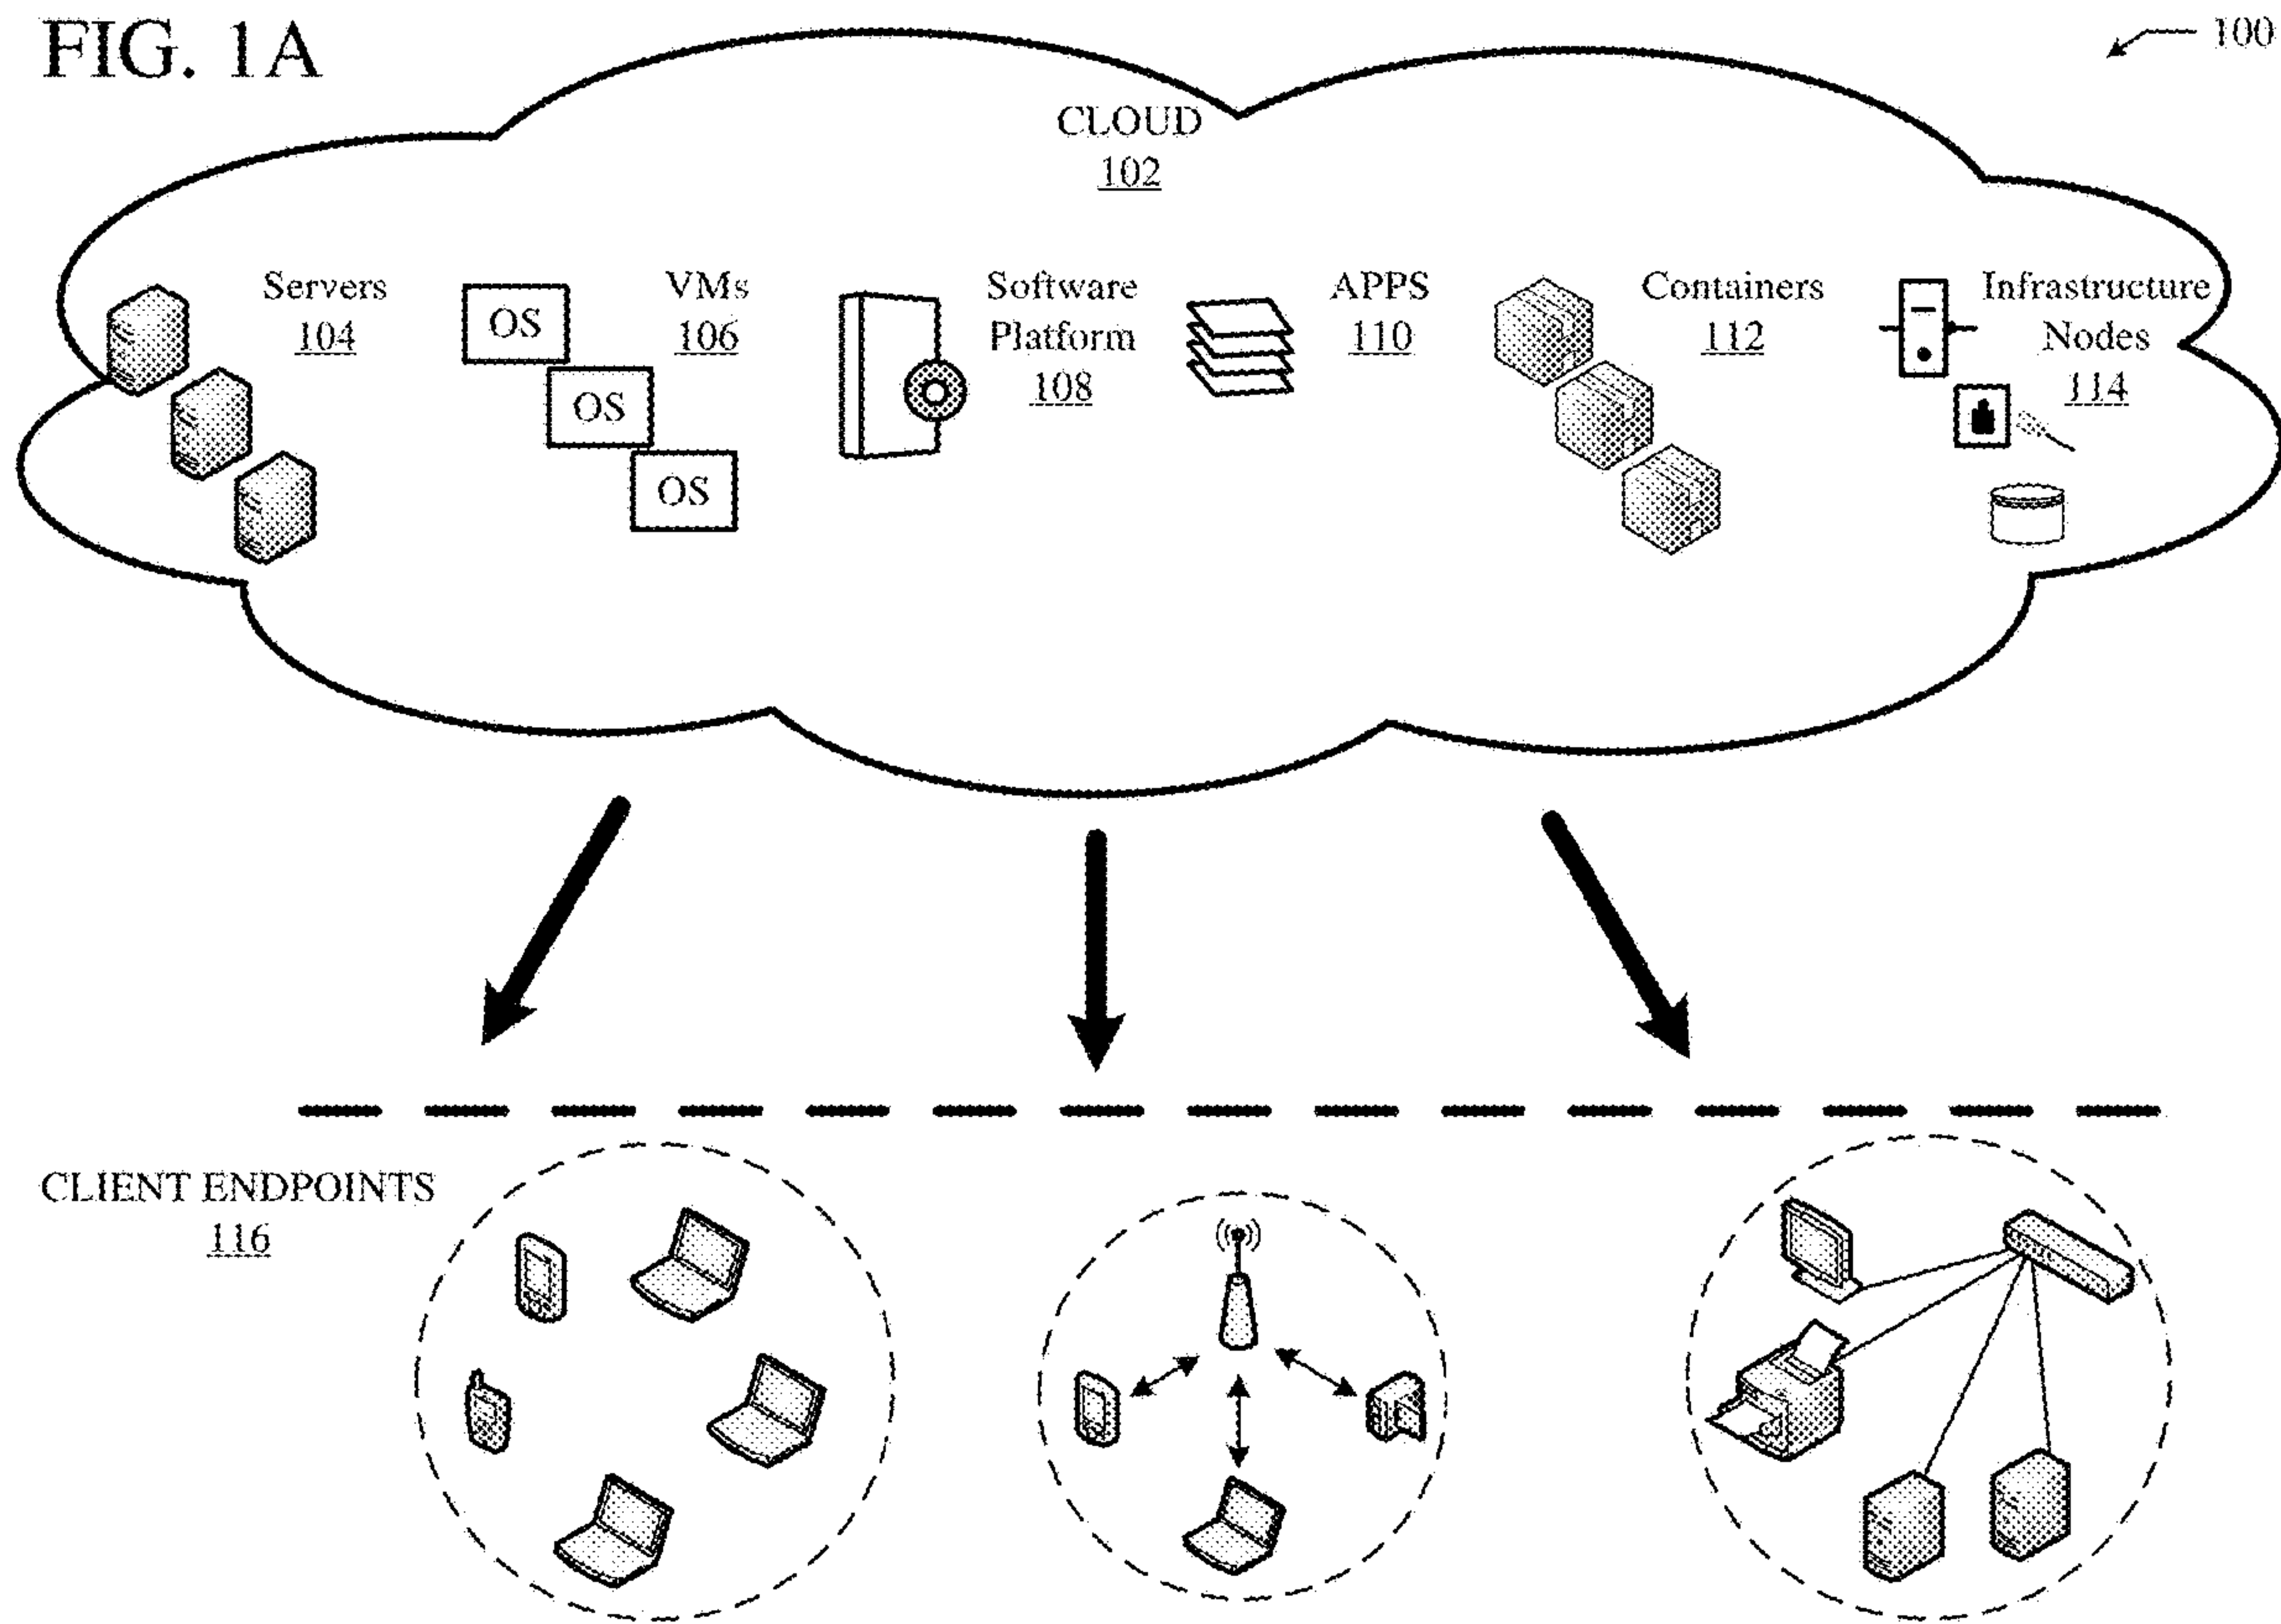 FIG. 1A
100
CLOUD
102
Servers
104
OS
OS
OS
VMs
106
Software
Platform
108
APPS
110
Containers
112
Infrastructure
Nodes
114
CLIENT ENDPOINTS
116